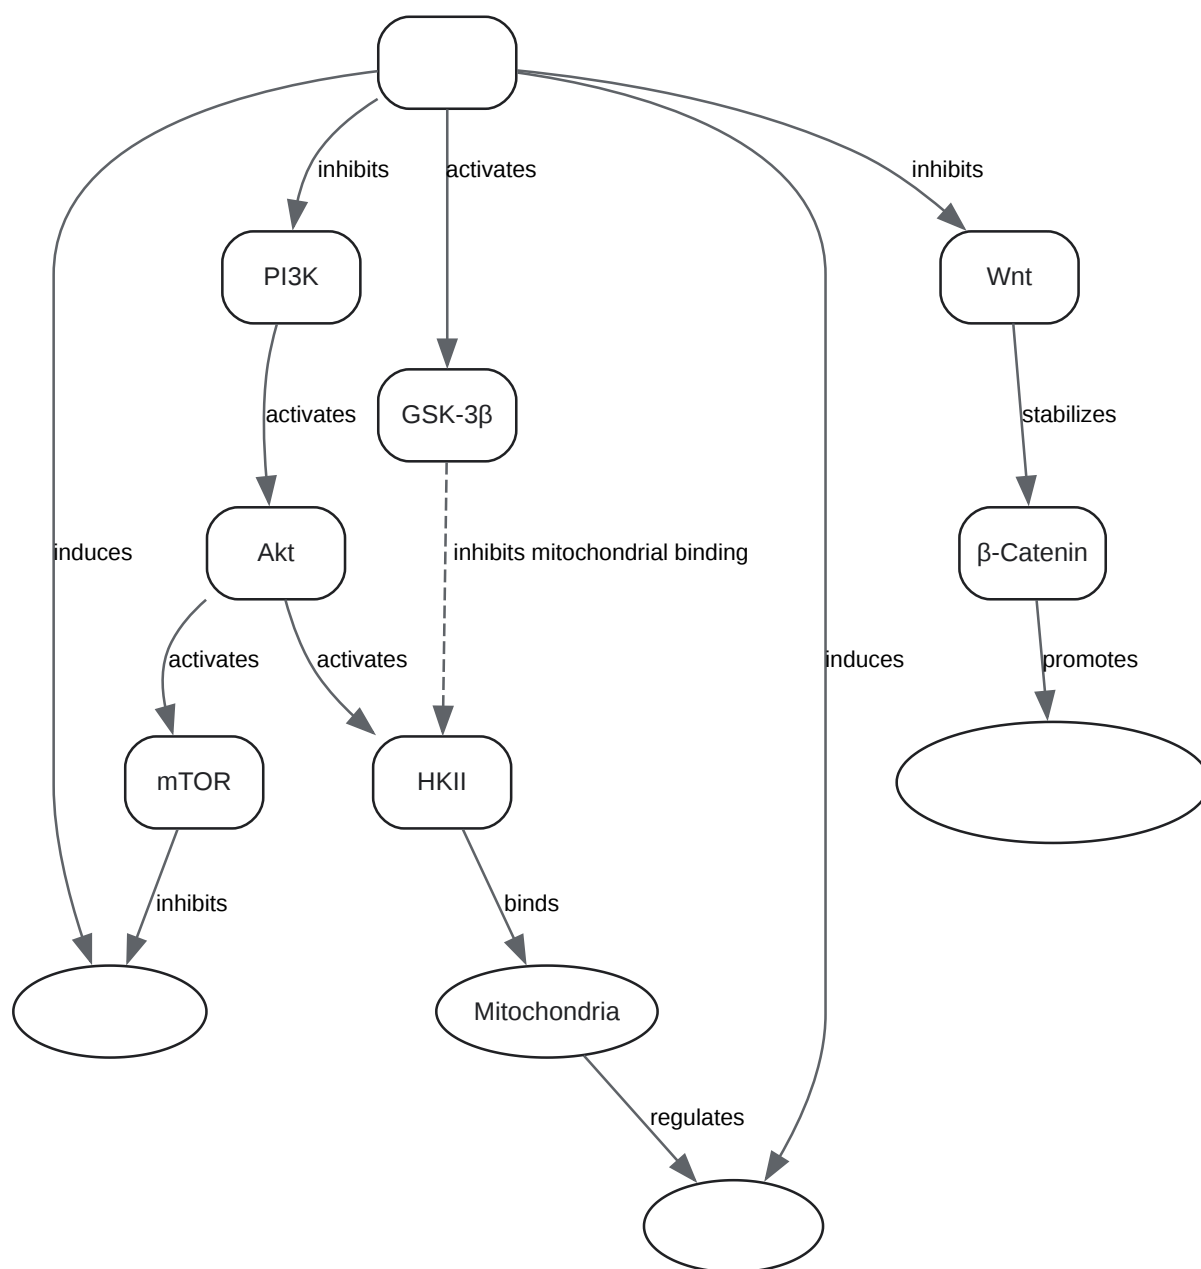 inhibits
activates
inhibits
PI3K
Wnt
activates
GSK-3β
stabilizes
induces
Akt
inhibits mitochondrial binding
β-Catenin
activates
activates
induces
promotes
mTOR
HKII
inhibits
binds
Mitochondria
regulates